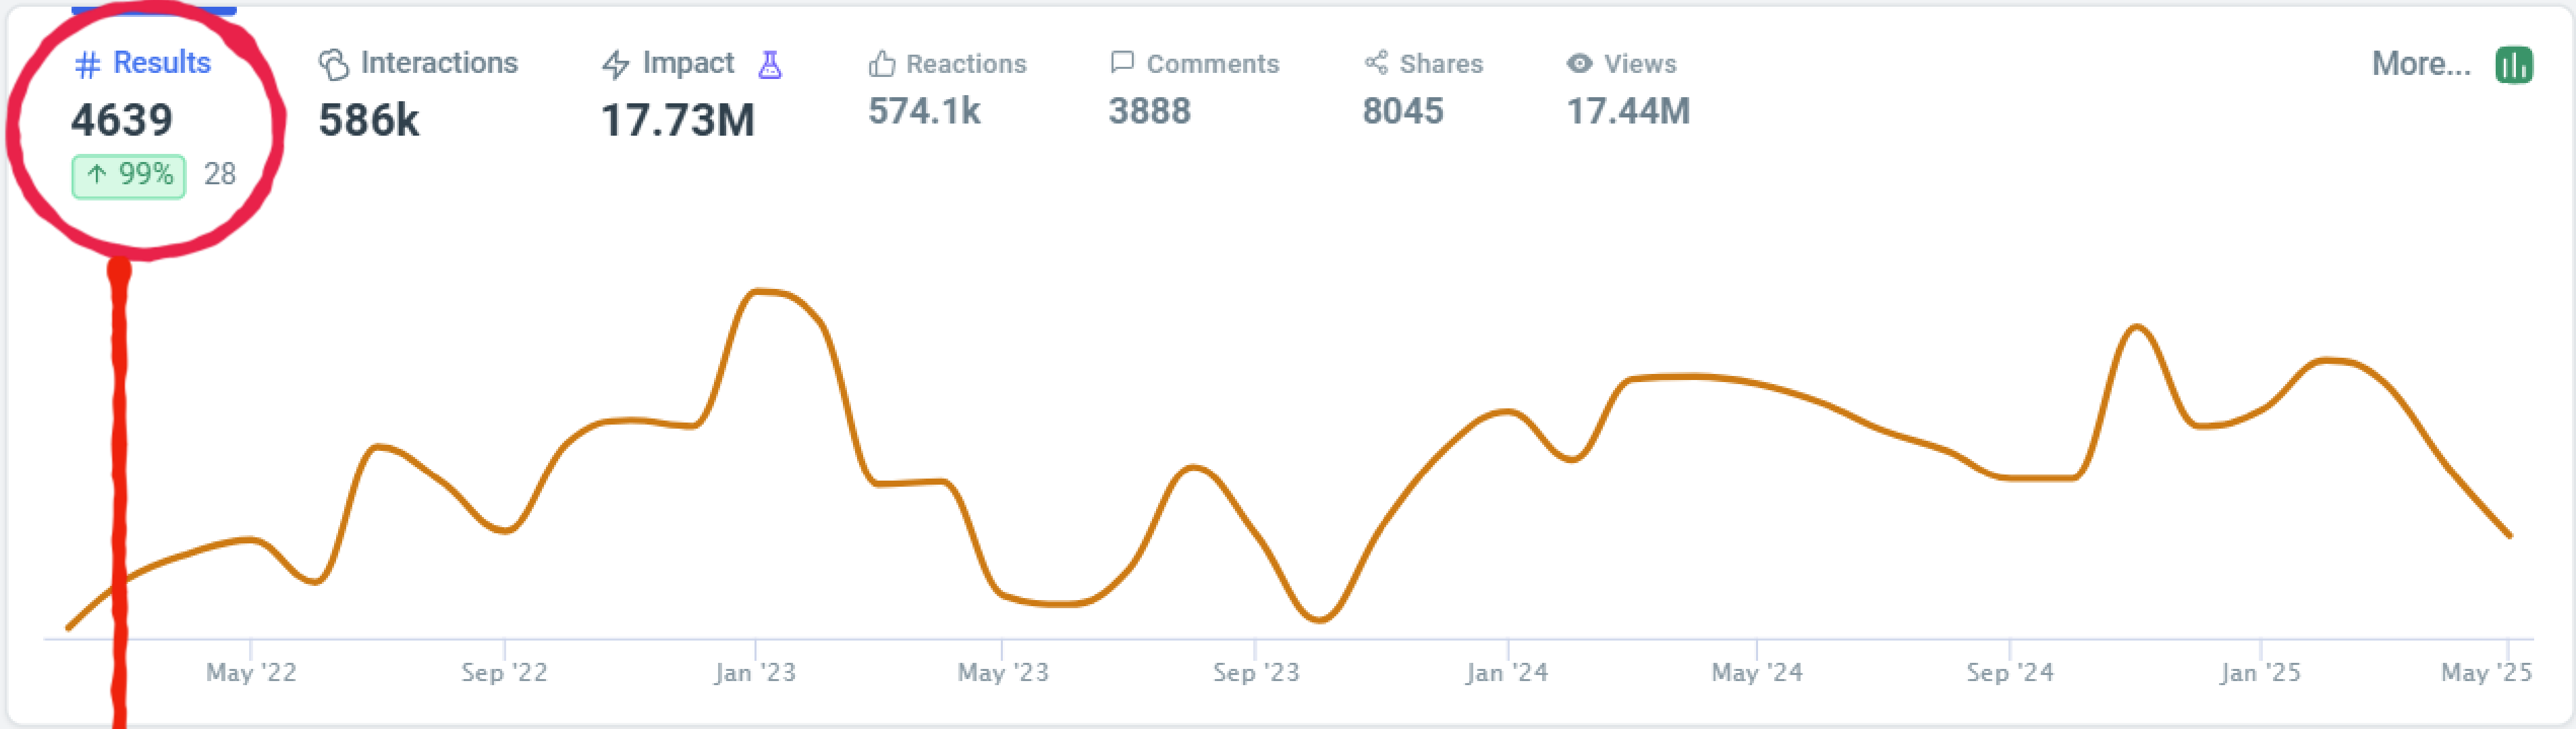 # Results
4639
↑ 99% 28
Interactions
586k
Impact
17.73M
Reactions
574.1k
Comments
3888
Shares
8045
Views
17.44M
More...
May '22 Sep '22 Jan '23 May '23 Sep '23 Jan '24 May '24 Sep '24 Jan '25 May '25